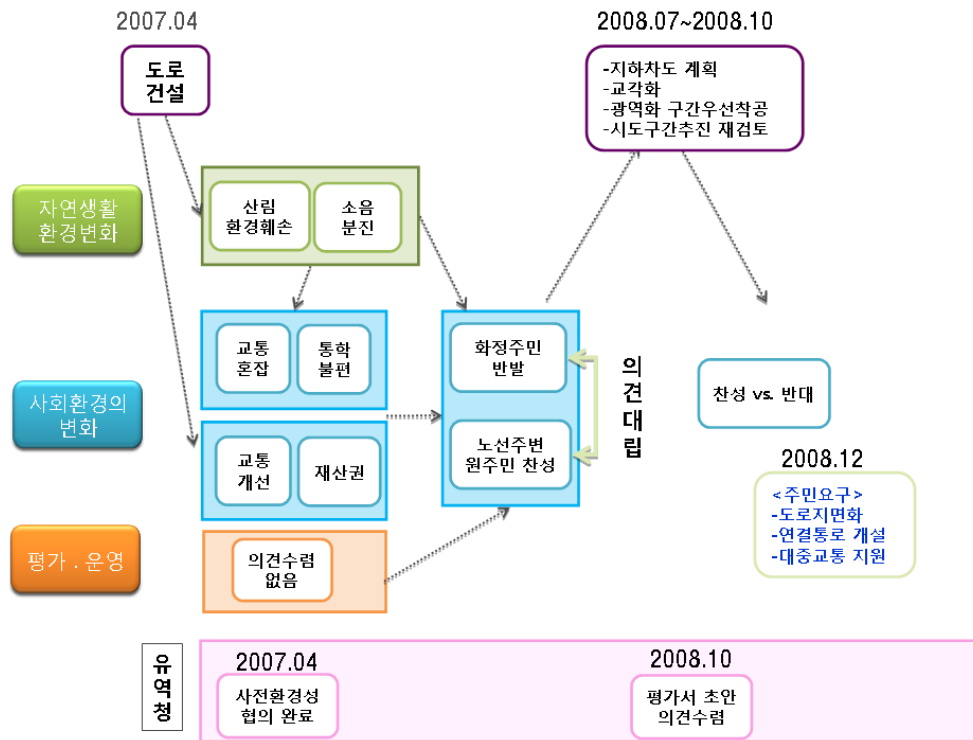 2007.04
2008.07~2008.10
도로
건설
-지하차도 계획
-교각화
-광역화 구간우선착공
-시도구간추진 재검토
자연생활
환경변화
산림
환경훼손
소음
분진
교통
혼잡
통학
불편
화정주민
반발
의
견
대
립
찬성 vs. 반대
사회환경의
변화
교통
개선
재산권
노선주변
원주민 찬성
2008.12
<주민요구>
-도로지면화
-연결통로 개설
-대중교통 지원
평가 . 운영
의견수렴
없음
유
역
청
2007.04
사전환경성
협의 완료
2008.10
평가서 초안
의견수렴